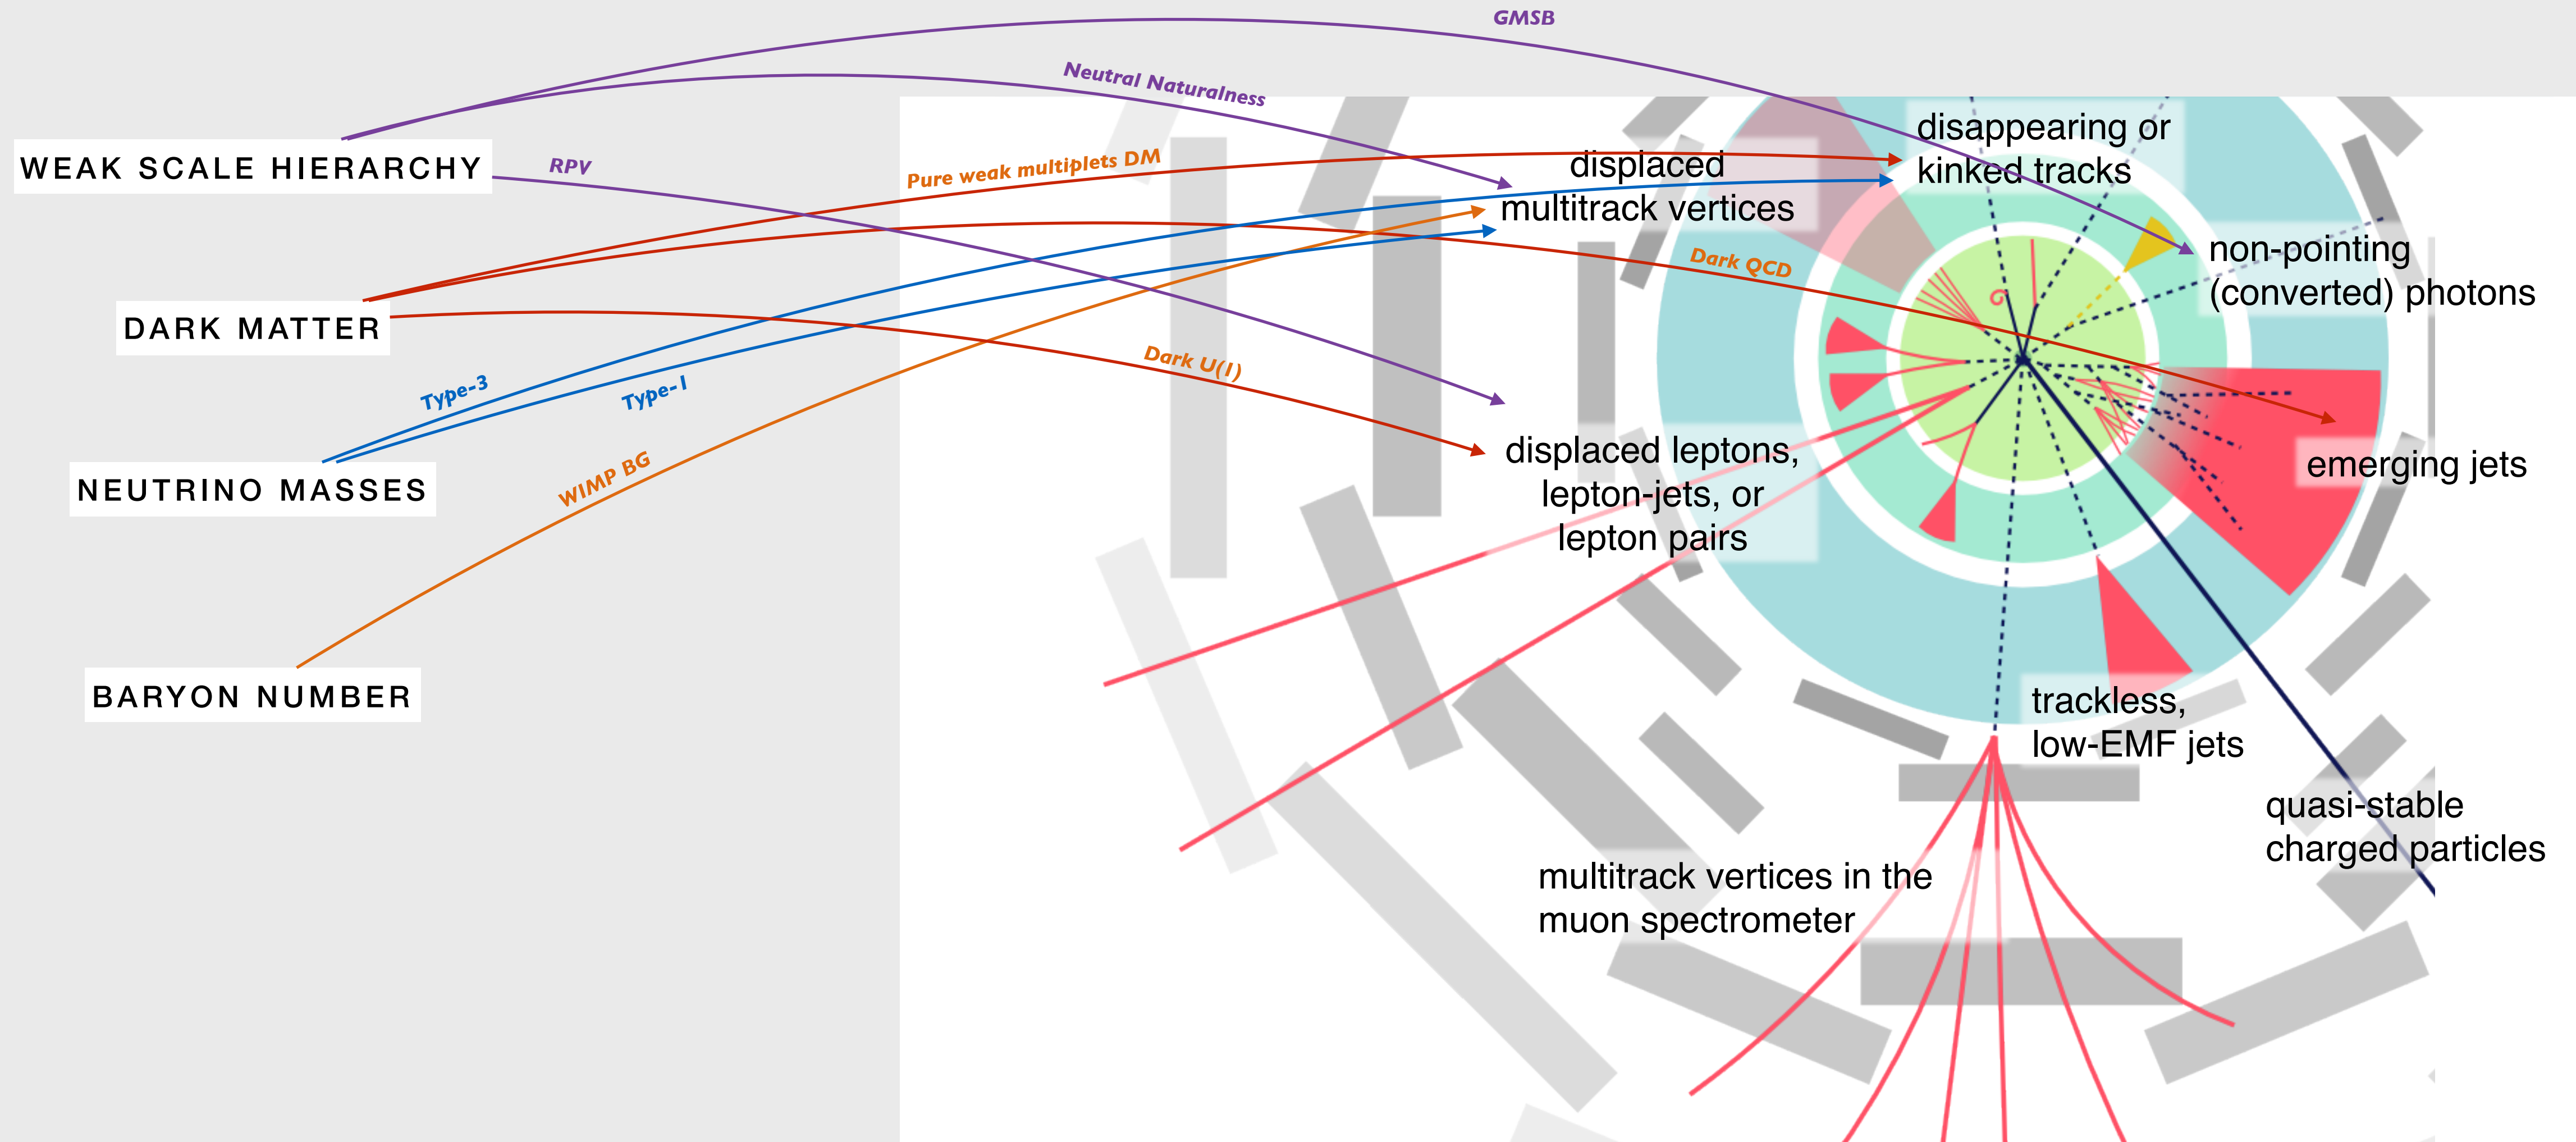 GMSB
Neutral Naturalness
WEAK SCALE HIERARCHY
RPV
Pure weak multiplets DM
displaced
multitrack vertices
disappearing or
kinked tracks
non-pointing
(converted) photons
Dark QCD
DARK MATTER
Dark U(1)
Type-3
Type-1
displaced leptons,
lepton-jets, or
lepton pairs
emerging jets
NEUTRINO MASSES
WIMP BG
BARYON NUMBER
trackless,
low-EMF jets
quasi-stable
charged particles
multitrack vertices in the
muon spectrometer